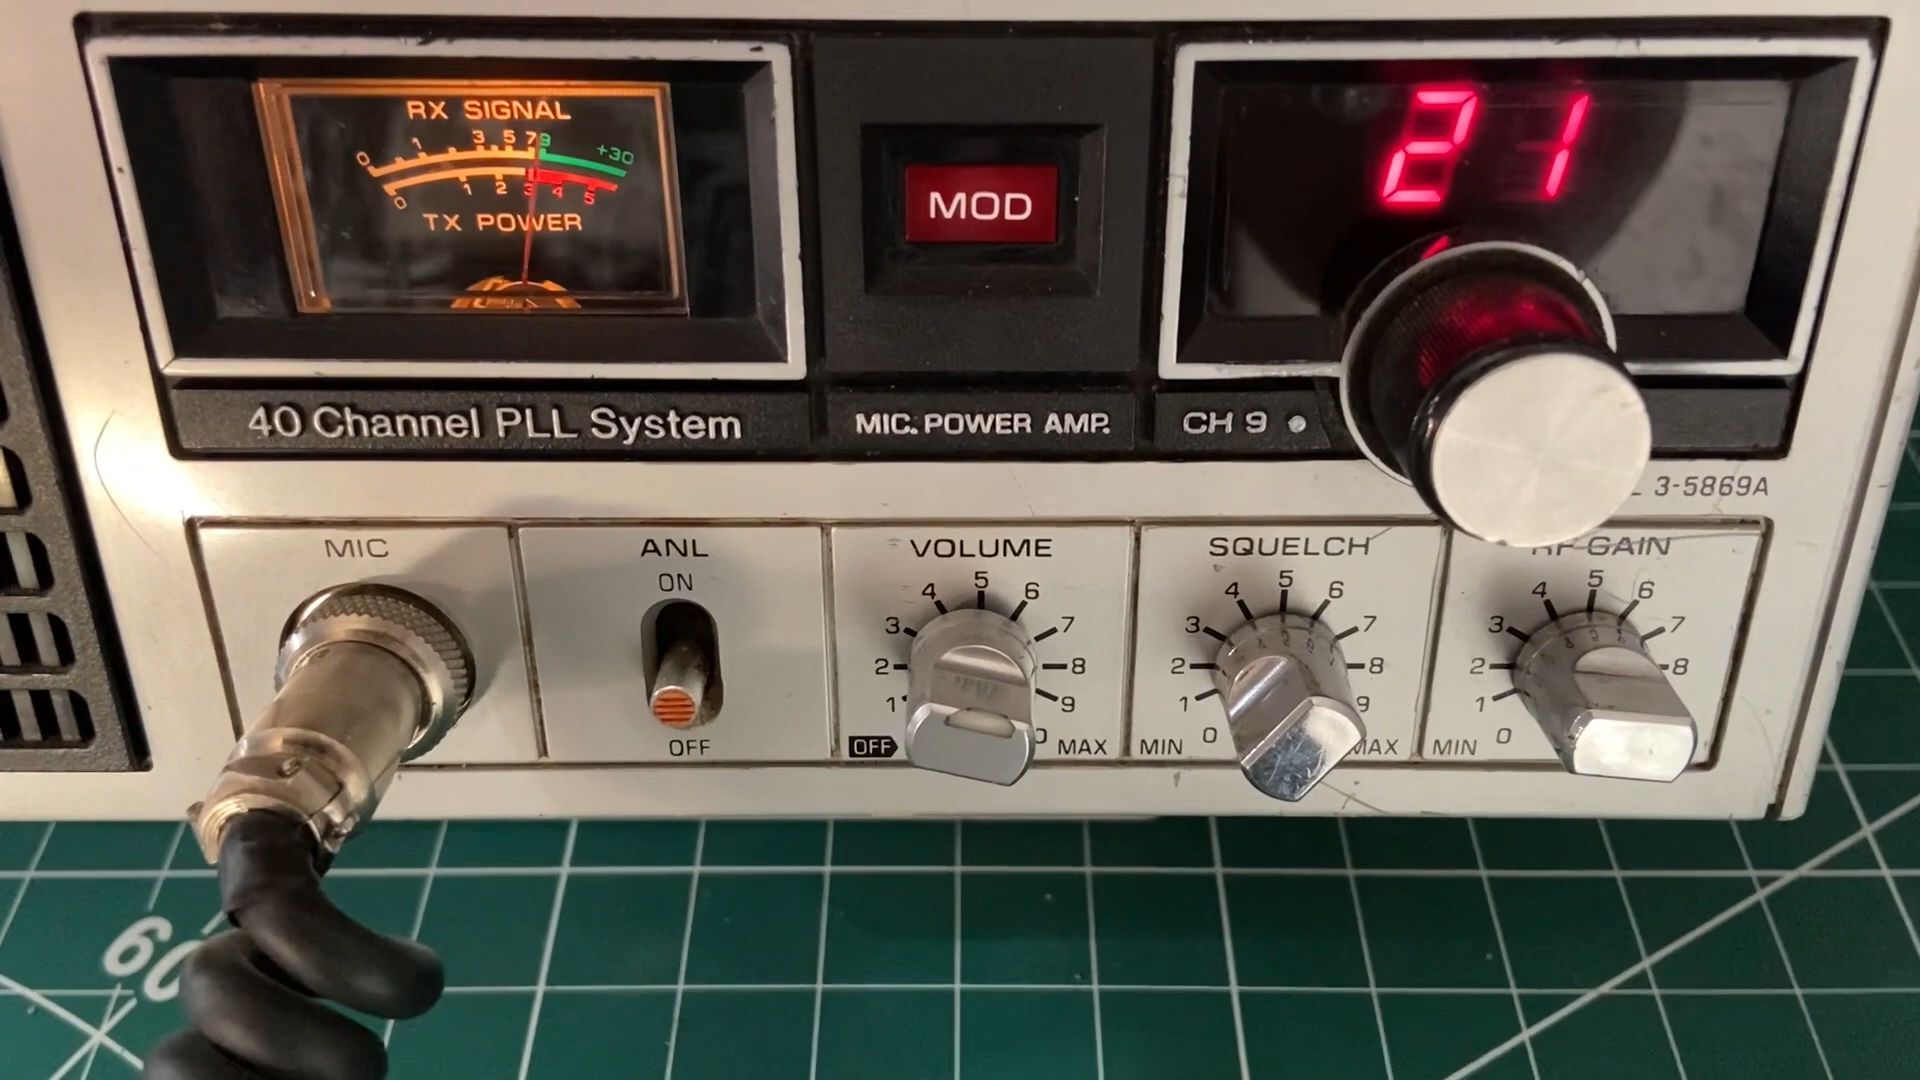 RX SIGNAL
0 1 3 5 7 9 +30
0 1 2 3 4 5
TX POWER
MOD
21
40 Channel PLL System
MIC. POWER AMP.
CH 9
3-5869A
MIC
ANL
ON
OFF
VOLUME
1 2 3 4 5 6 7 8 9
OFF
MAX
SQUELCH
0 1 2 3 4 5 6 7 8 9
MIN
MAX
RF GAIN
0 1 2 3 4 5 6 7 8
MIN
60